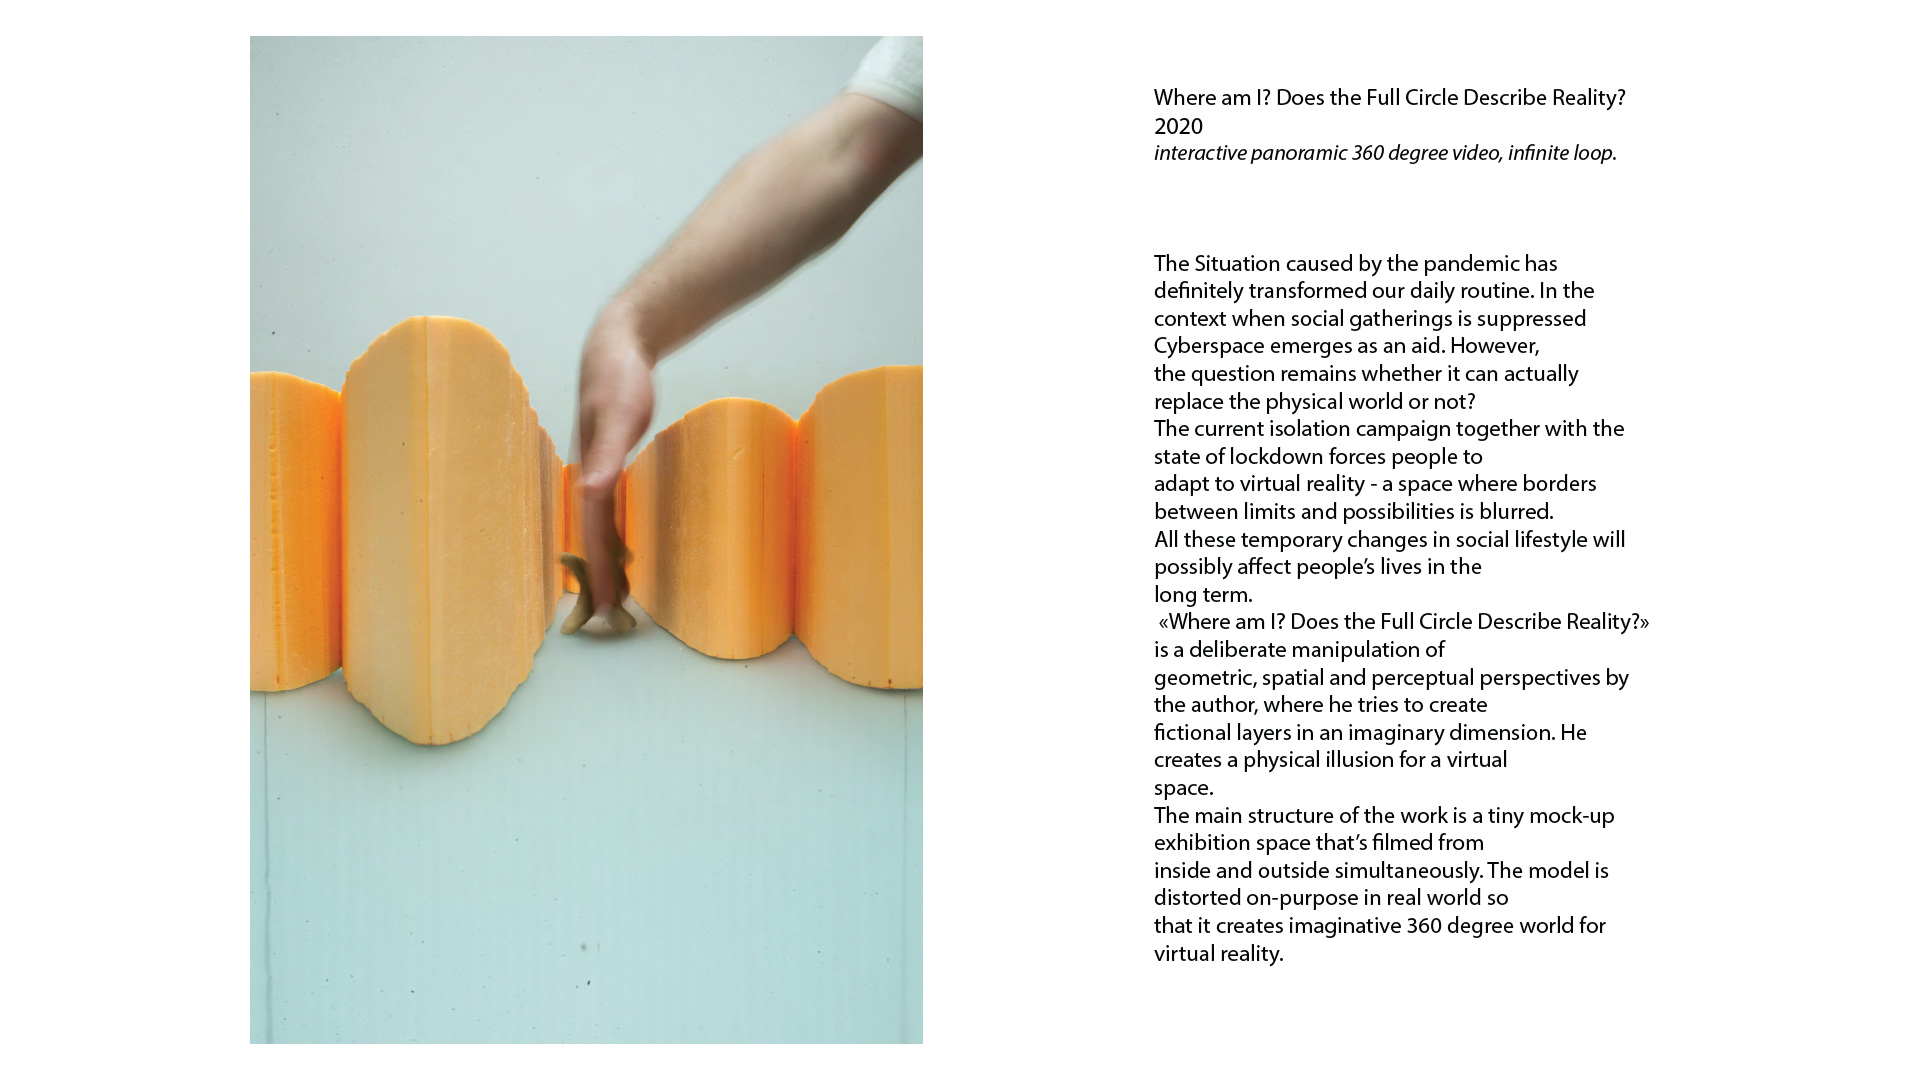 Where am I? Does the Full Circle Describe Reality?
2020
interactive panoramic 360 degree video, infinite loop.
The Situation caused by the pandemic has
definitely transformed our daily routine. In the
context when social gatherings is suppressed
Cyberspace emerges as an aid. However,
the question remains whether it can actually
replace the physical world or not?
The current isolation campaign together with the
state of lockdown forces people to
adapt to virtual reality - a space where borders
between limits and possibilities is blurred.
All these temporary changes in social lifestyle will
possibly affect people’s lives in the
long term.
«Where am I? Does the Full Circle Describe Reality?»
is a deliberate manipulation of
geometric, spatial and perceptual perspectives by
the author, where he tries to create
fictional layers in an imaginary dimension. He
creates a physical illusion for a virtual
space.
The main structure of the work is a tiny mock-up
exhibition space that’s filmed from
inside and outside simultaneously. The model is
distorted on-purpose in real world so
that it creates imaginative 360 degree world for
virtual reality.